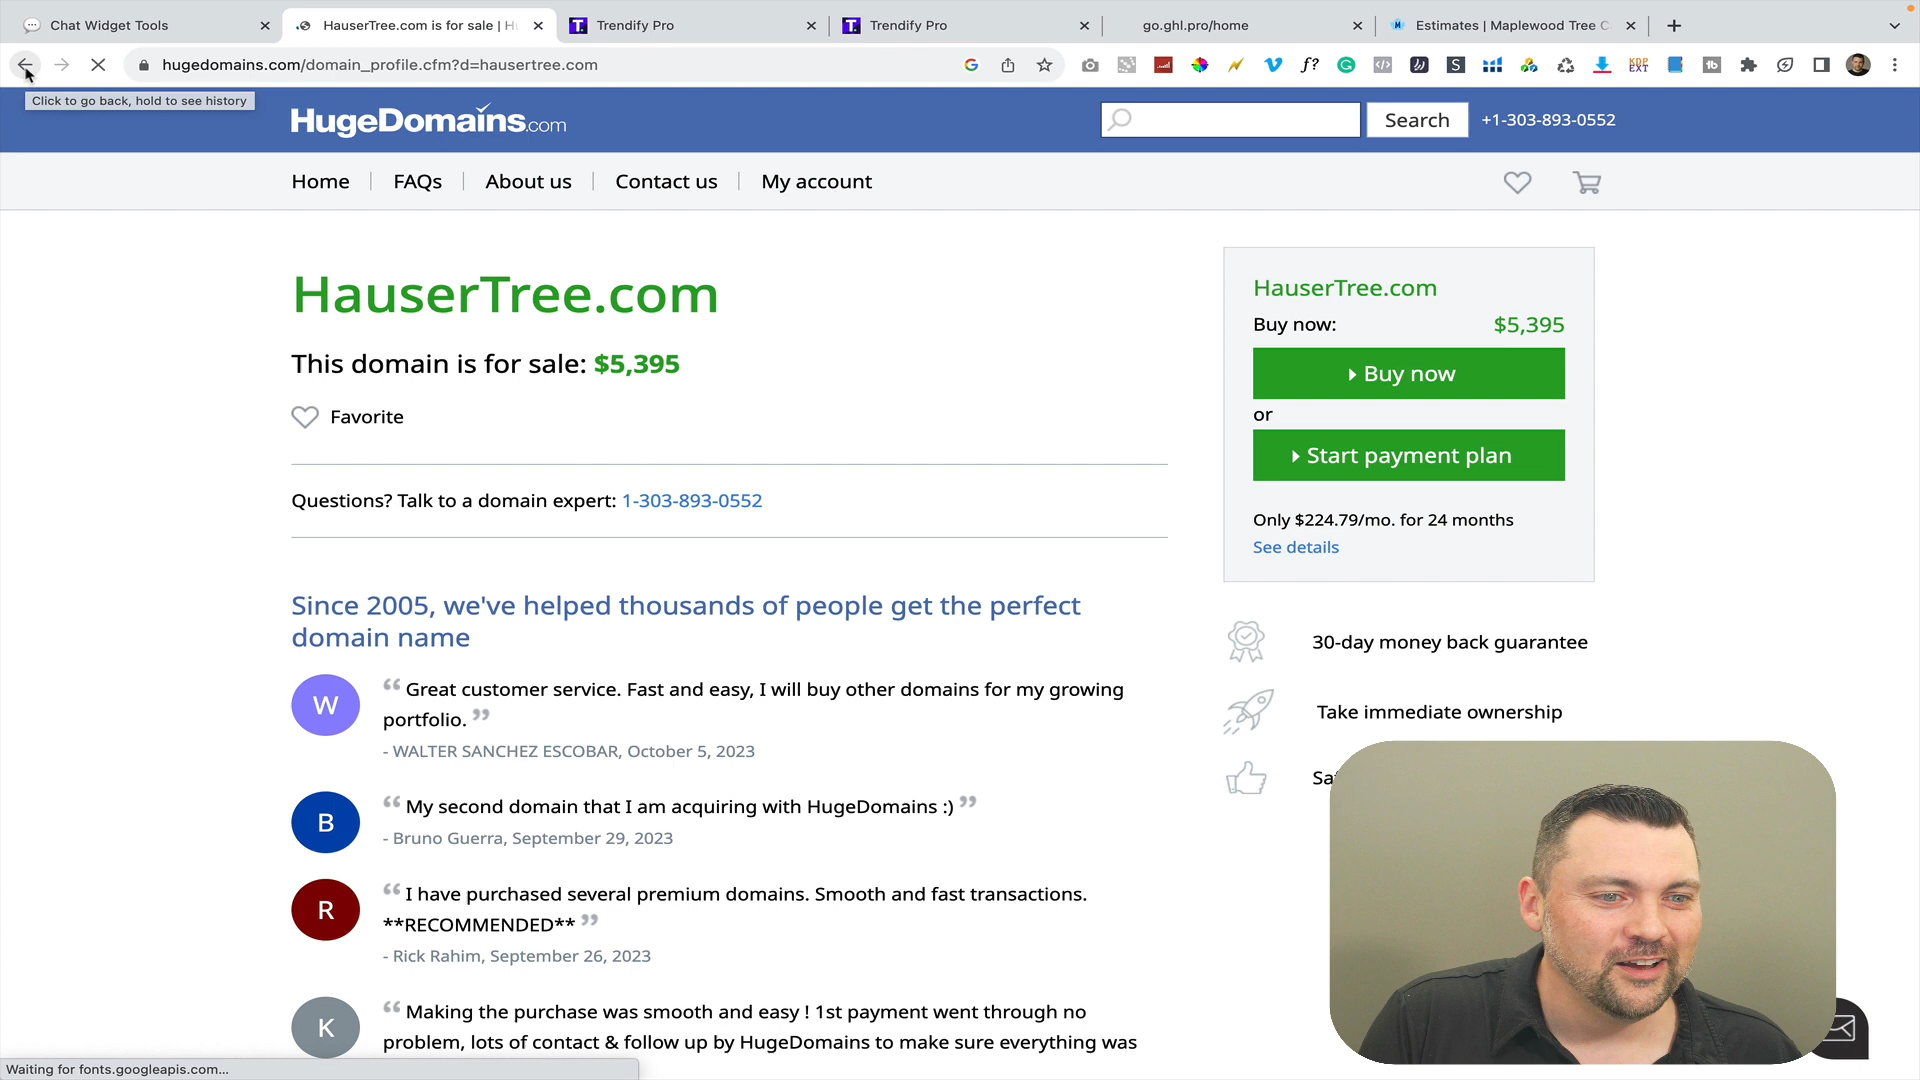 Chat Widget Tools
HauserTree.com is for sale | H
Trendify Pro
Trendify Pro
go.ghl.pro/home
Estimates | Maplewood Tree C
hugedomains.com/domain_profile.cfm?d=hausertree.com
Click to go back, hold to see history
HugeDomains.com
Search
+1-303-893-0552
Home
FAQs
About us
Contact us
My account
HauserTree.com
This domain is for sale: $5,395
Favorite
Questions? Talk to a domain expert: 1-303-893-0552
HauserTree.com
Buy now: $5,395
Buy now
or
Start payment plan
Only $224.79/mo. for 24 months
See details
30-day money back guarantee
Take immediate ownership
Since 2005, we've helped thousands of people get the perfect
domain name
W
“ Great customer service. Fast and easy, I will buy other domains for my growing
portfolio. ”
- WALTER SANCHEZ ESCOBAR, October 5, 2023
B
“ My second domain that I am acquiring with HugeDomains :) ”
- Bruno Guerra, September 29, 2023
R
“ I have purchased several premium domains. Smooth and fast transactions.
**RECOMMENDED** ”
- Rick Rahim, September 26, 2023
K
“ Making the purchase was smooth and easy ! 1st payment went through no
problem, lots of contact & follow up by HugeDomains to make sure everything was
Waiting for fonts.googleapis.com...